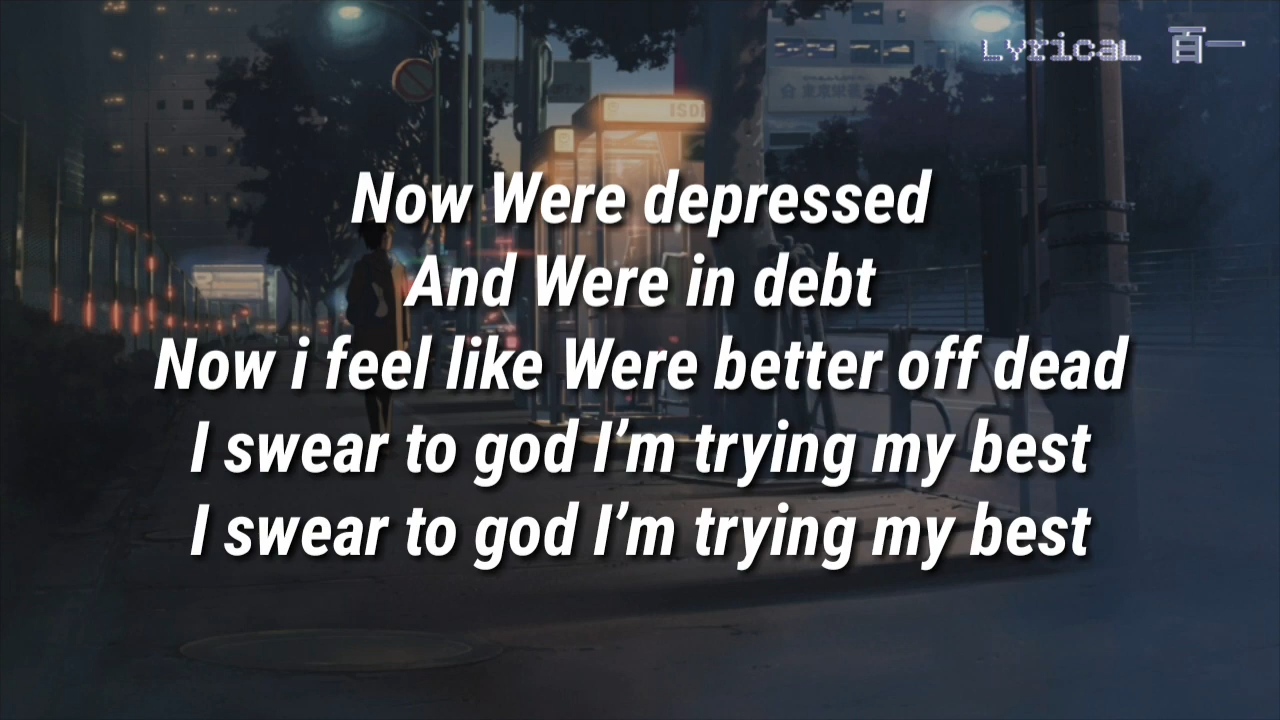 LYricaL 百一
ISDN
Now Were depressed
And Were in debt
Now i feel like Were better off dead
I swear to god I’m trying my best
I swear to god I’m trying my best